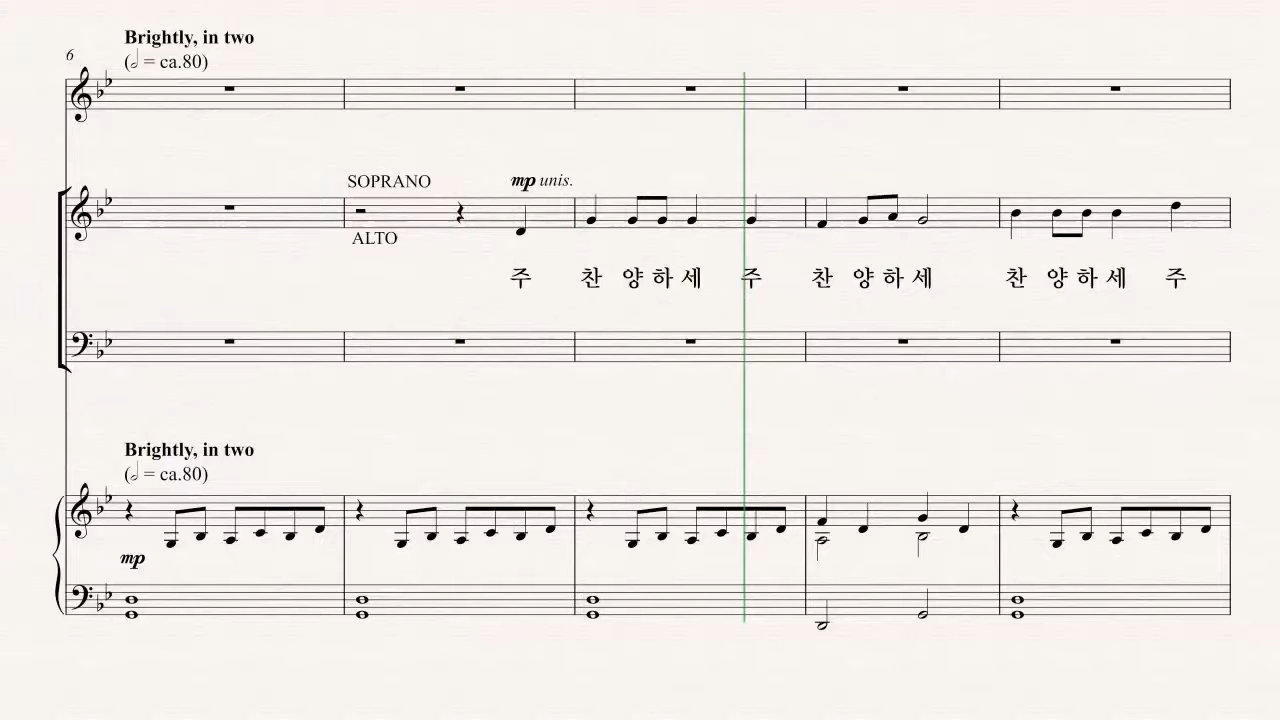 6
Brightly, in two
(𝅗𝅥 = ca.80)
SOPRANO
mp unis.
ALTO
주 찬 양 하 세 주 찬 양 하 세 찬 양 하 세 주
Brightly, in two
(𝅗𝅥 = ca.80)
mp